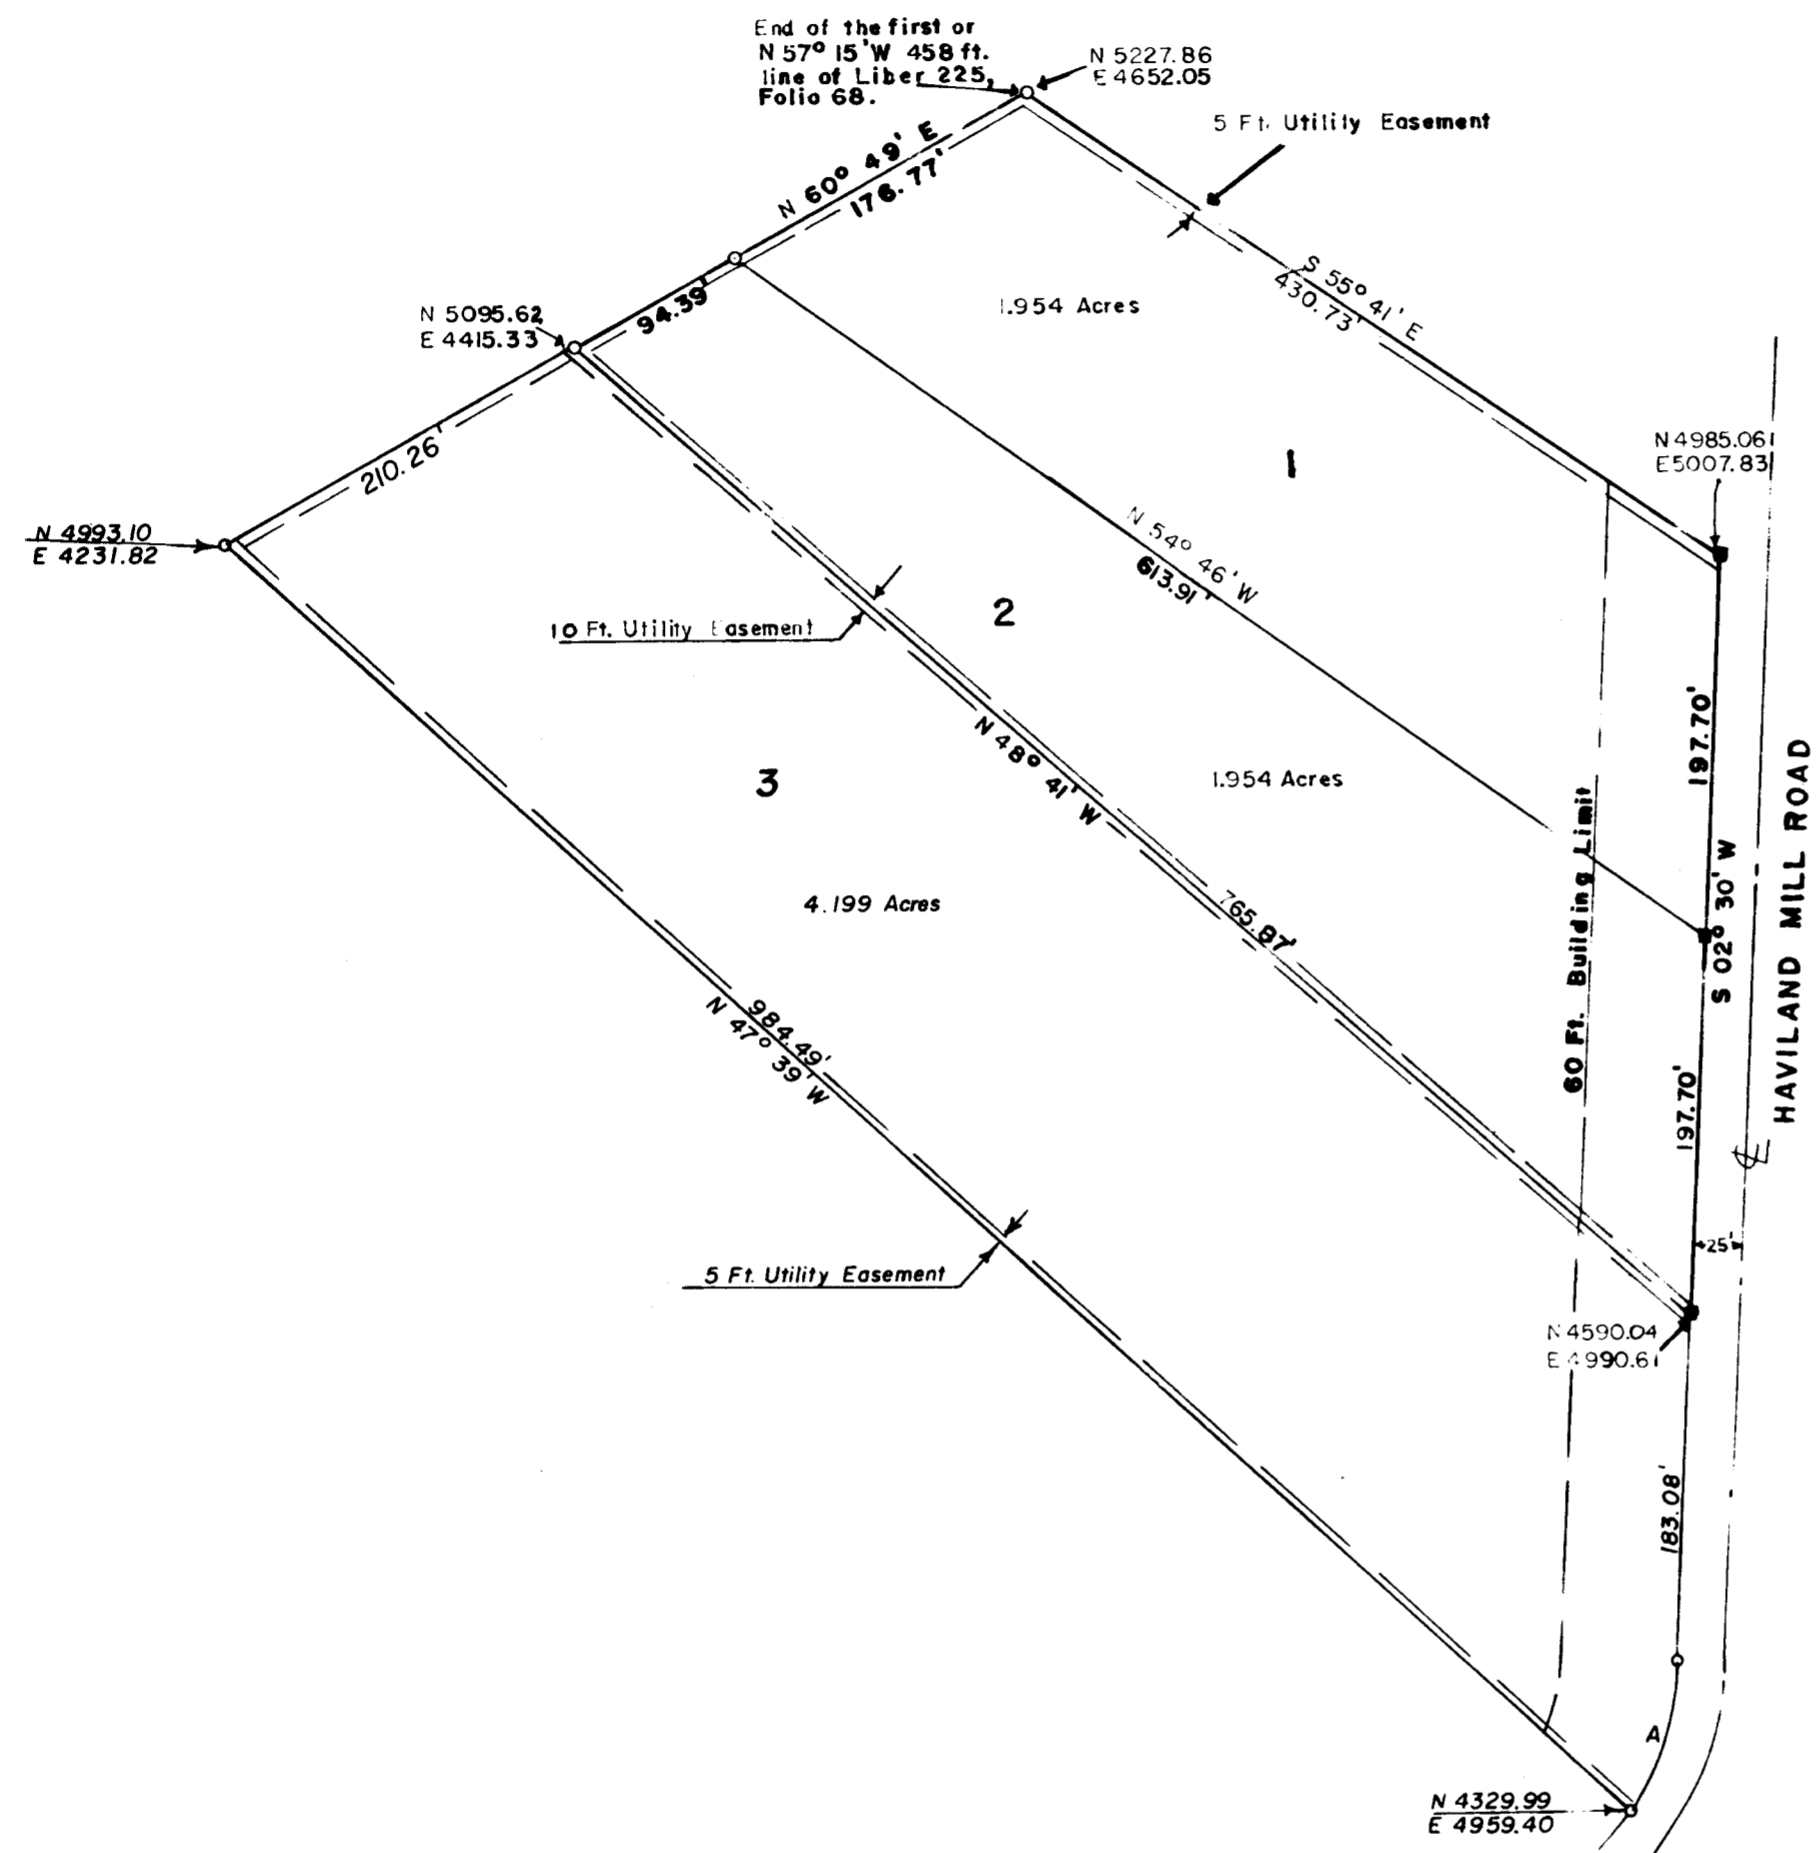 End of the first or
N 57° 15' W 458 ft.
line of Liber 225,
Folio 68.
N 5227.86
E 4652.05
5 Ft. Utility Easement
N 60° 49' E
176.77'
94.39'
N 5095.62
E 4415.33
210.26'
N 4993.10
E 4231.82
1.954 Acres
S 55° 41' E
430.73'
N 4985.06
E 5007.83
1
N 54° 46' W
613.91'
2
10 Ft. Utility Easement
N 48° 41' W
765.87'
1.954 Acres
3
4.199 Acres
984.49'
N 47° 39' W
5 Ft. Utility Easement
60 Ft. Building Limit
197.70'
S 02° 30' W
197.70'
HAVILAND MILL ROAD
25'
N 4590.04
E 4990.61
183.08'
A
N 4329.99
E 4959.40